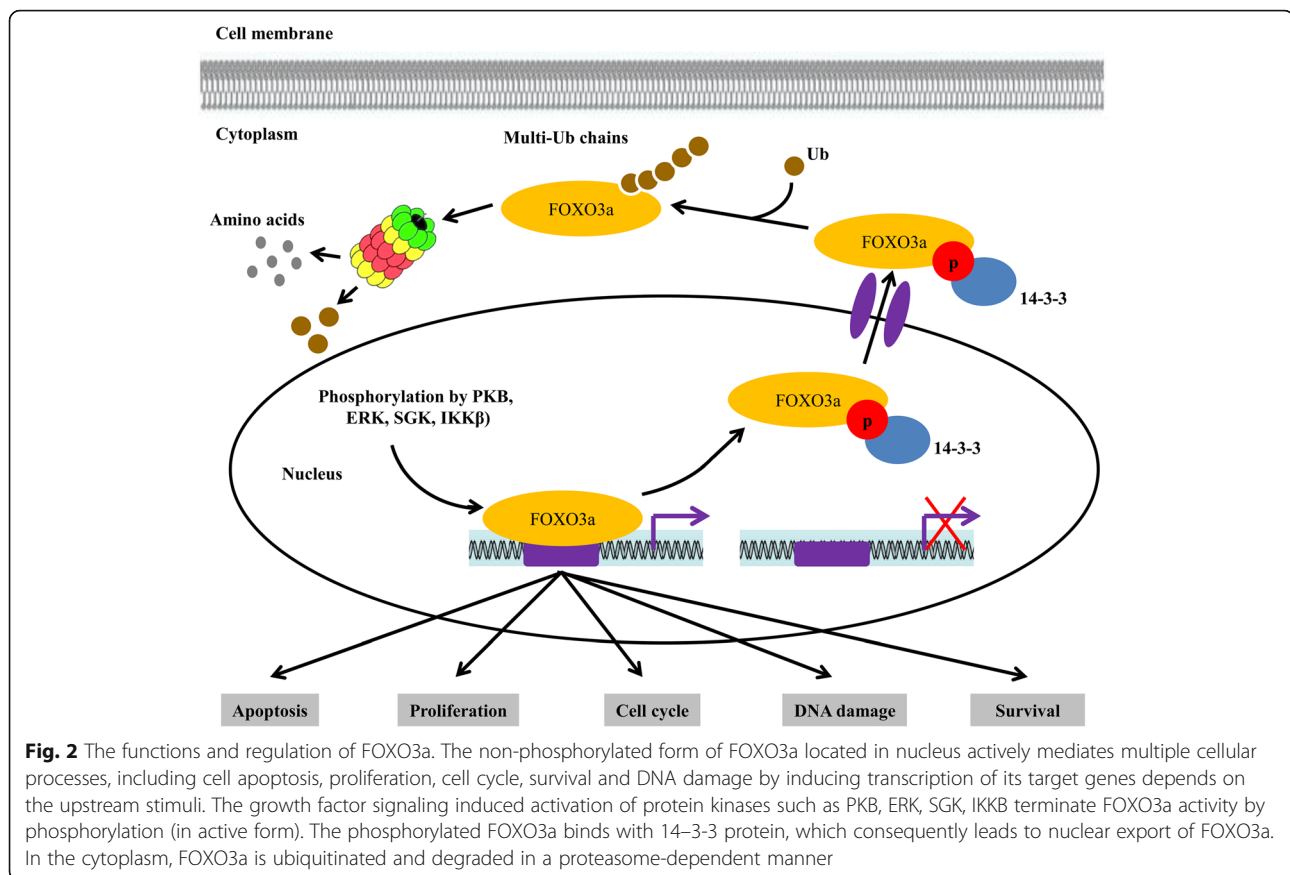 Cell membrane
Cytoplasm
Multi-Ub chains
Ub
FOXO3a
Amino acids
FOXO3a
p
14-3-3
Phosphorylation by PKB,
ERK, SGK, IKKβ)
FOXO3a
p
14-3-3
Nucleus
FOXO3a
Apoptosis
Proliferation
Cell cycle
DNA damage
Survival
Fig. 2 The functions and regulation of FOXO3a. The non-phosphorylated form of FOXO3a located in nucleus actively mediates multiple cellular
processes, including cell apoptosis, proliferation, cell cycle, survival and DNA damage by inducing transcription of its target genes depends on
the upstream stimuli. The growth factor signaling induced activation of protein kinases such as PKB, ERK, SGK, IKKB terminate FOXO3a activity by
phosphorylation (in active form). The phosphorylated FOXO3a binds with 14–3-3 protein, which consequently leads to nuclear export of FOXO3a.
In the cytoplasm, FOXO3a is ubiquitinated and degraded in a proteasome-dependent manner